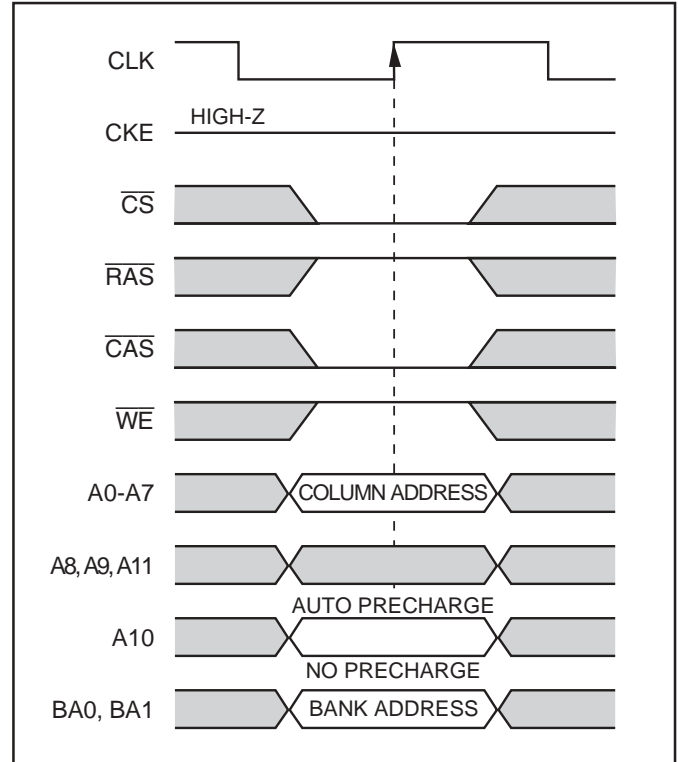 CLK
CKE HIGH-Z
CS
RAS
CAS
WE
A0-A7 COLUMN ADDRESS
A8, A9, A11
AUTO PRECHARGE
A10
NO PRECHARGE
BA0, BA1 BANK ADDRESS